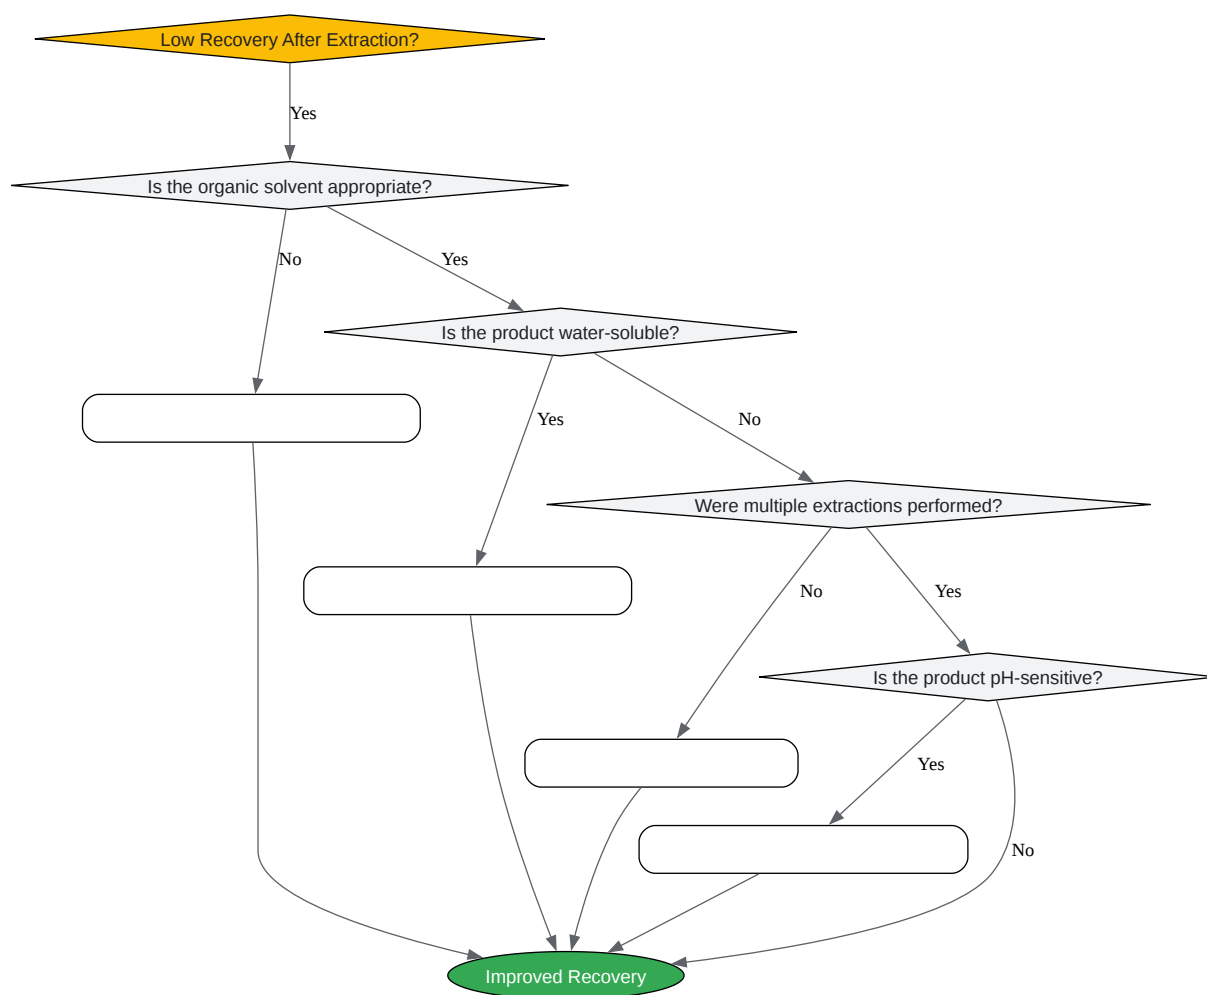 Low Recovery After Extraction?
Yes
Is the organic solvent appropriate?
No
Yes
Is the product water-soluble?
Yes
No
Were multiple extractions performed?
No
Yes
Is the product pH-sensitive?
Yes
No
Improved Recovery